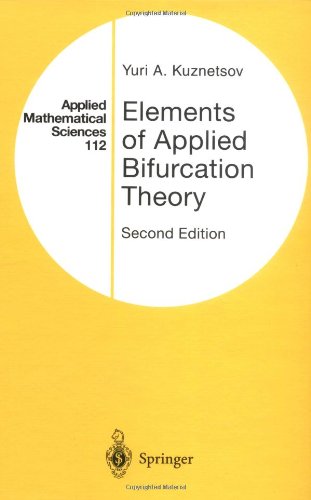 Yuri A. Kuznetsov
Applied
Mathematical
Sciences
112
Elements
of Applied
Bifurcation
Theory
Second Edition
Springer